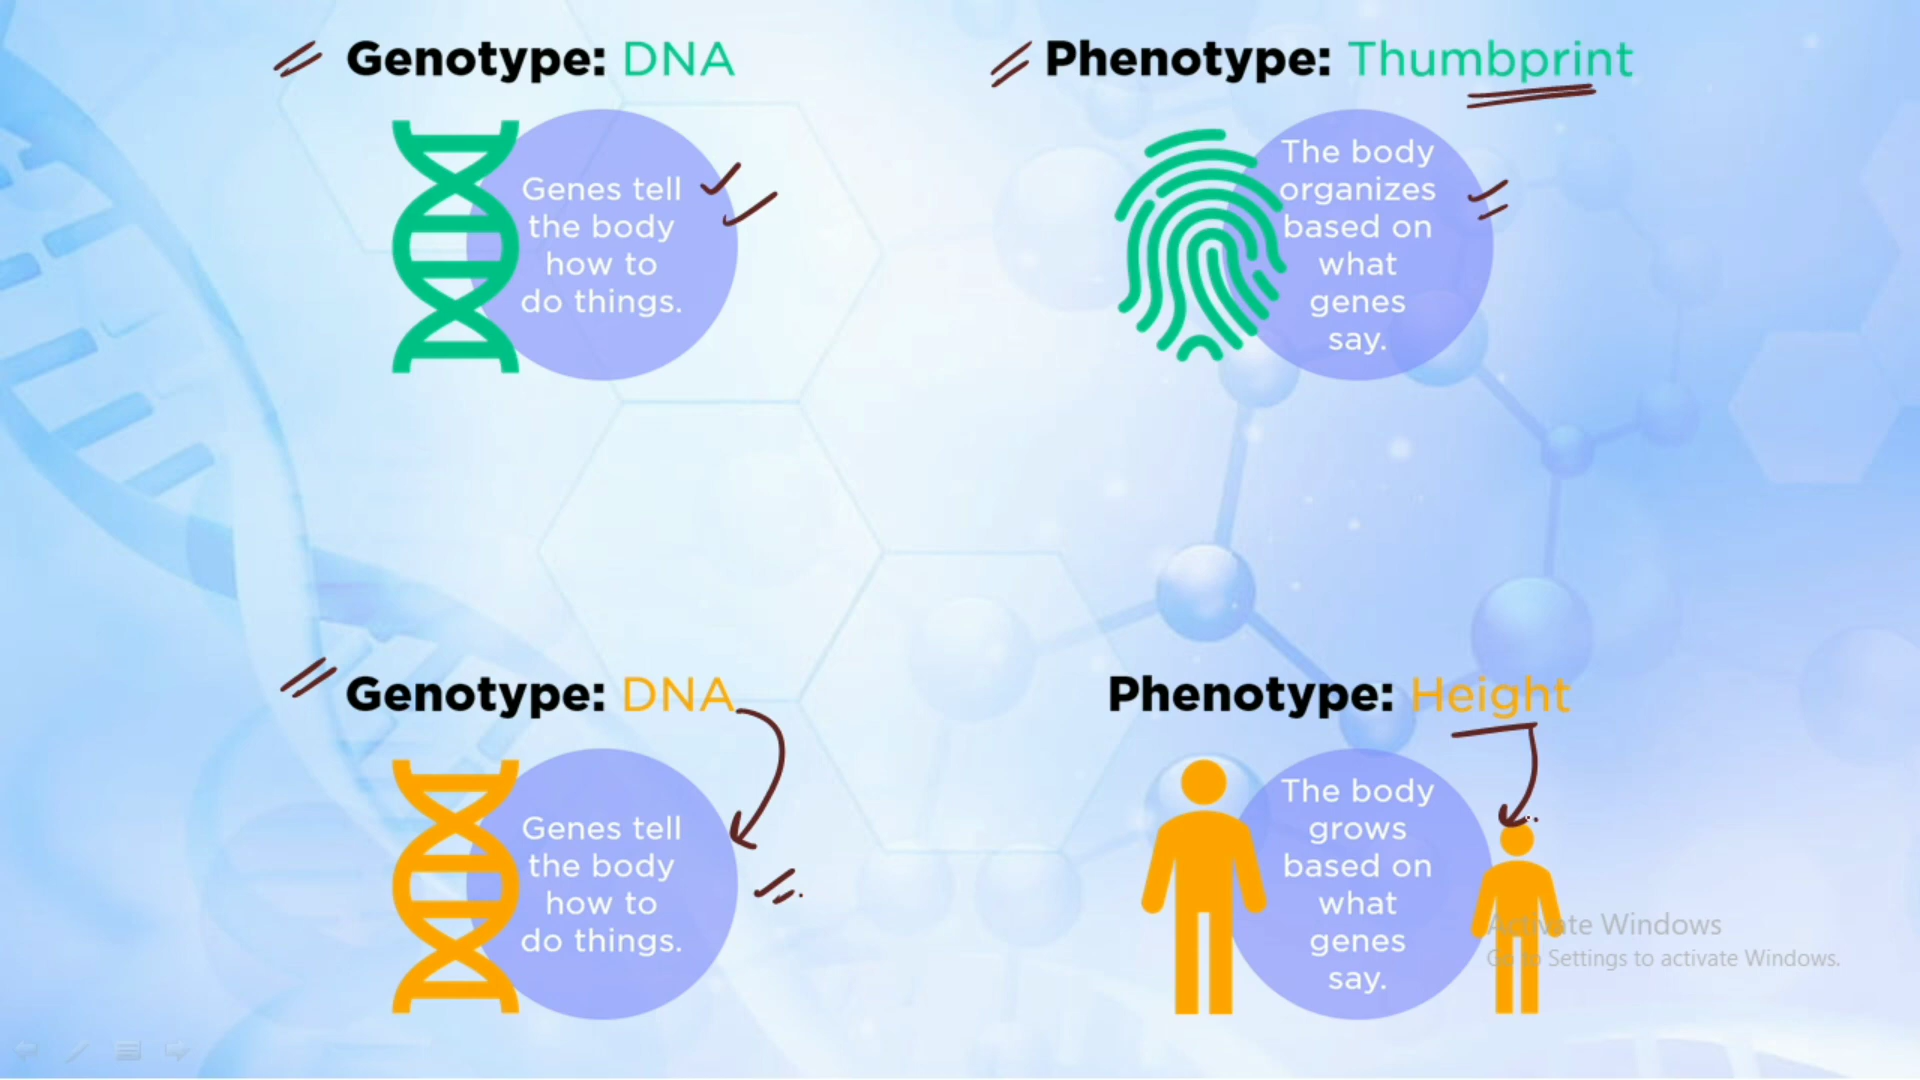 Genotype: DNA
Genes tell
the body
how to
do things.
Phenotype: Thumbprint
The body
organizes
based on
what
genes
say.
Genotype: DNA
Genes tell
the body
how to
do things.
Phenotype: Height
The body
grows
based on
what
genes
say.
Activate Windows
Go to Settings to activate Windows.